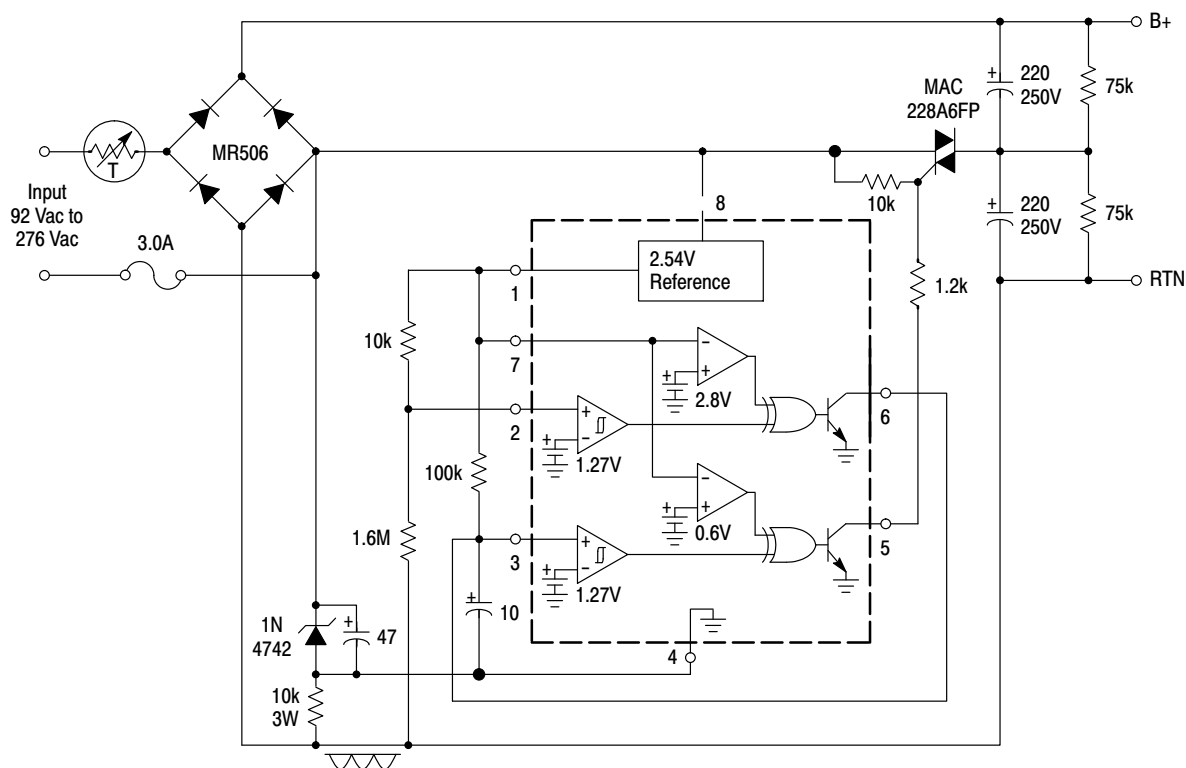 B+
220
250V
75k
MAC
228A6FP
MR506
T
Input
92 Vac to
276 Vac
3.0A
10k
8
220
250V
75k
2.54V
Reference
1
1.2k
RTN
10k
7
-
+
+
2.8V
6
2
+
-
+
1.27V
100k
-
+
+
0.6V
5
1.6M
3
+
-
+
1.27V
+
10
1N
4742
+
47
4
10k
3W